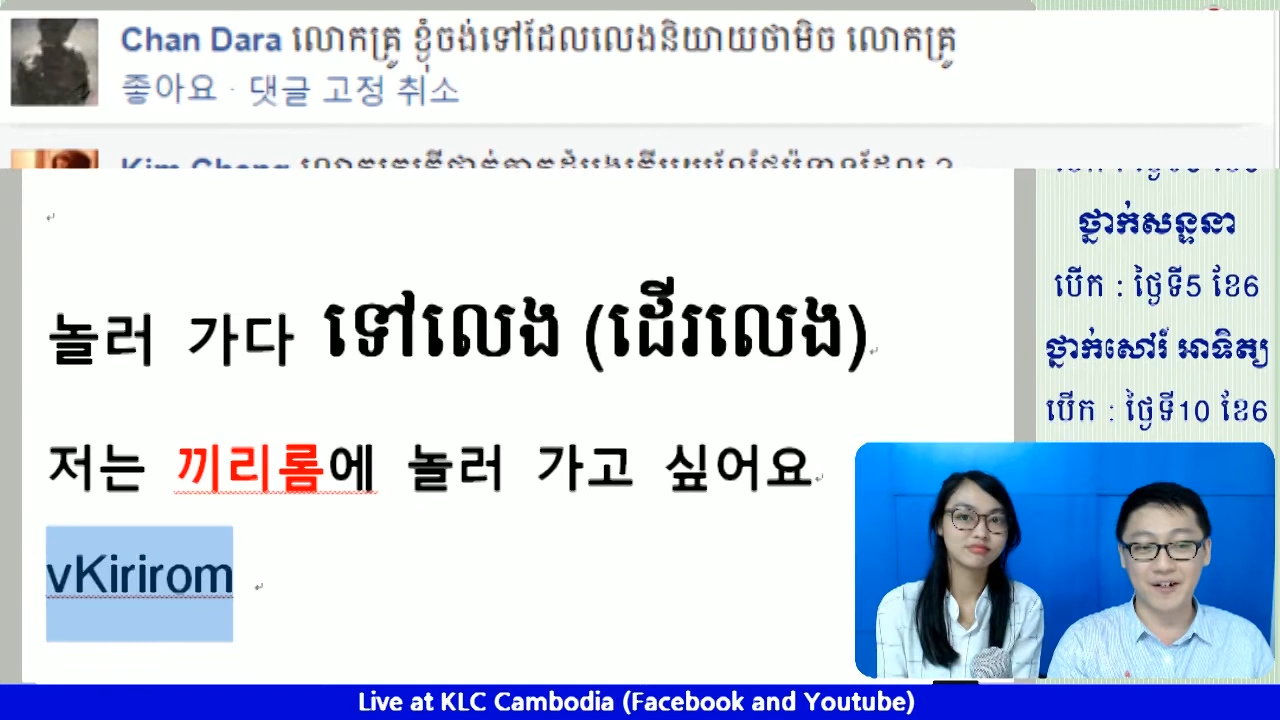 Chan Dara លោកគ្រូ ខ្ញុំចង់ទៅដែលលេងនិយាយថាមិច លោកគ្រូ
좋아요 · 댓글 고정 취소
ថ្នាក់សន្ទនា
បើក : ថ្ងៃទី5 ខែ6
ថ្នាក់សៅរ៍ អាទិត្យ
បើក : ថ្ងៃទី10 ខែ6
놀러 가다 ទៅលេង (ដើរលេង)
저는 끼리롬에 놀러 가고 싶어요
vKirirom
Live at KLC Cambodia (Facebook and Youtube)